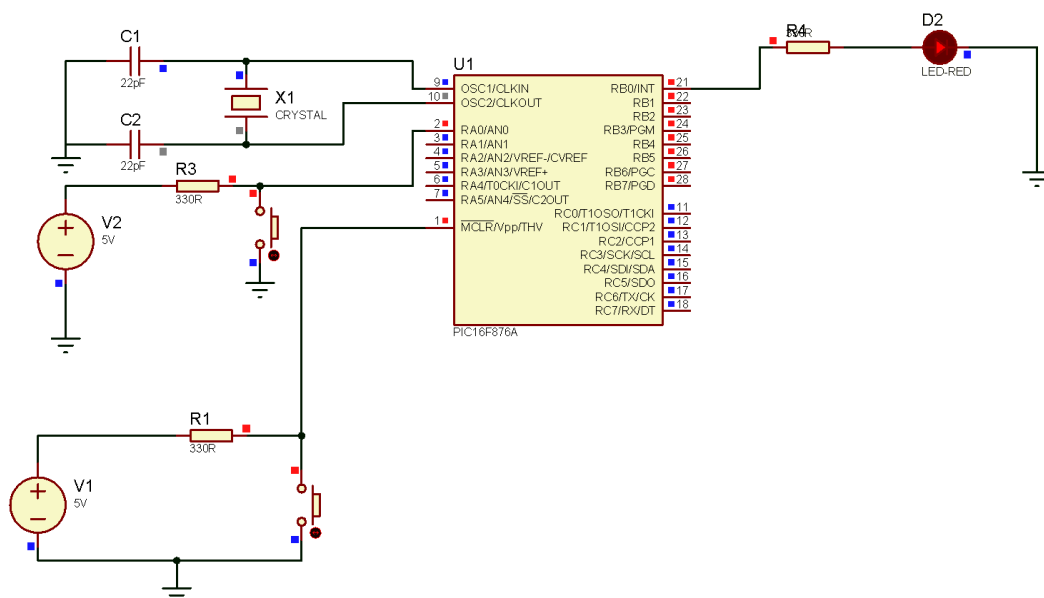 C1
22pF
C2
22pF
X1
CRYSTAL
R3
330R
V2
5V
R1
330R
V1
5V
U1
9
OSC1/CLKIN
10
OSC2/CLKOUT
2
RA0/AN0
3
RA1/AN1
4
RA2/AN2/VREF-/CVREF
5
RA3/AN3/VREF+
6
RA4/T0CKI/C1OUT
7
RA5/AN4/SS/C2OUT
1
MCLR/Vpp/THV
RB0/INT
21
RB1
22
RB2
23
RB3/PGM
24
RB4
25
RB5
26
RB6/PGC
27
RB7/PGD
28
RC0/T1OSO/T1CKI
11
RC1/T1OSI/CCP2
12
RC2/CCP1
13
RC3/SCK/SCL
14
RC4/SDI/SDA
15
RC5/SDO
16
RC6/TX/CK
17
RC7/RX/DT
18
PIC16F876A
R4
330R
D2
LED-RED